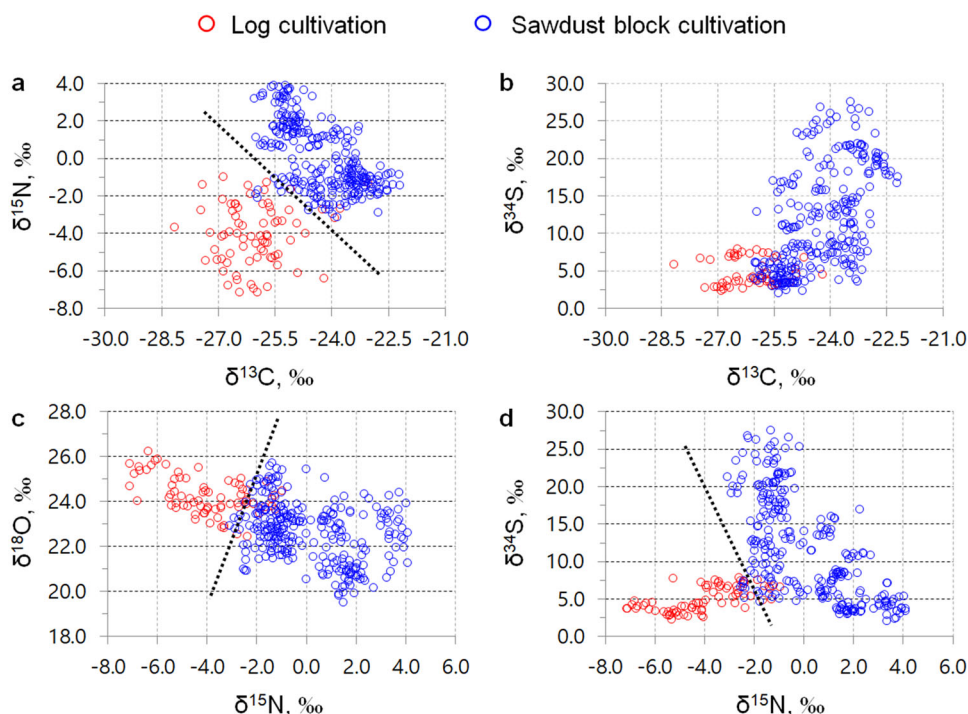 Log cultivation Sawdust block cultivation
a
4.0
2.0
0.0
-2.0
-4.0
-6.0
-8.0
δ15N, ‰
-30.0 -28.5 -27.0 -25.5 -24.0 -22.5 -21.0
δ13C, ‰
b
30.0
25.0
20.0
15.0
10.0
5.0
0.0
δ34S, ‰
-30.0 -28.5 -27.0 -25.5 -24.0 -22.5 -21.0
δ13C, ‰
c
28.0
26.0
24.0
22.0
20.0
18.0
δ18O, ‰
-8.0 -6.0 -4.0 -2.0 0.0 2.0 4.0 6.0
δ15N, ‰
d
30.0
25.0
20.0
15.0
10.0
5.0
0.0
δ34S, ‰
-8.0 -6.0 -4.0 -2.0 0.0 2.0 4.0 6.0
δ15N, ‰